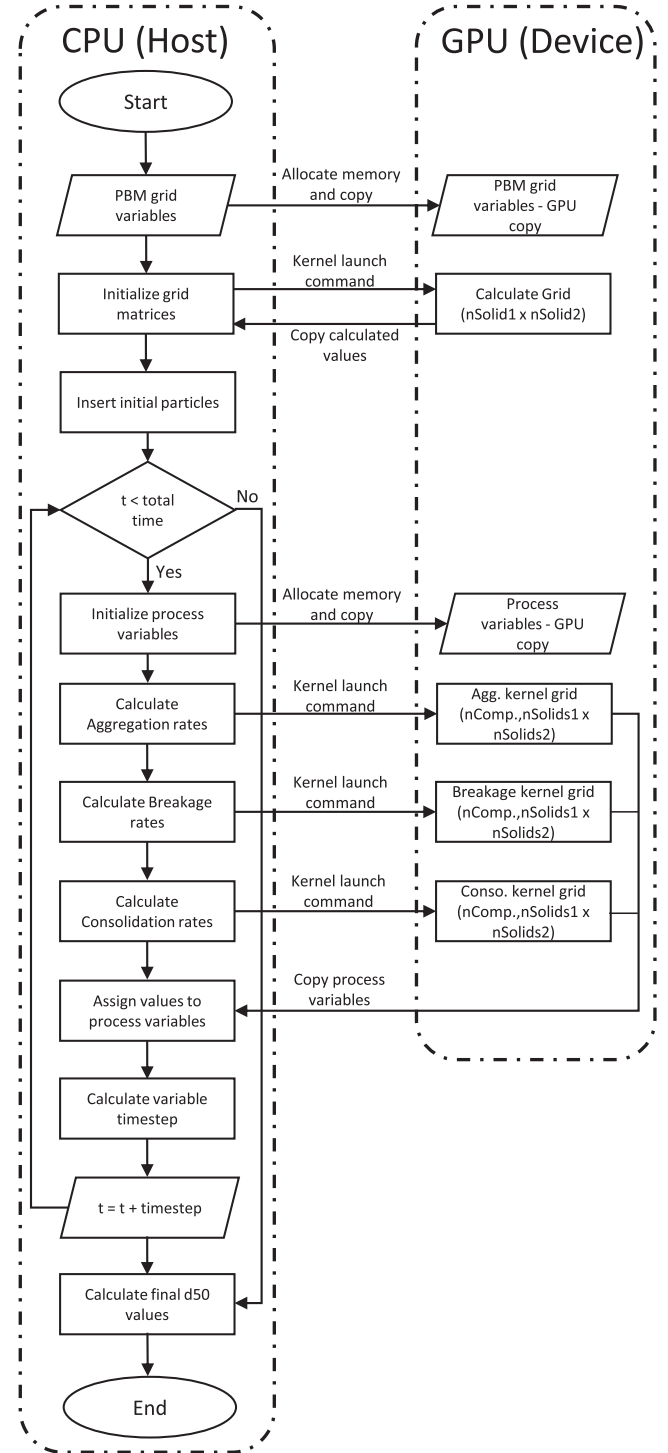 CPU (Host)
GPU (Device)
Start
PBM grid
variables
Allocate memory
and copy
PBM grid
variables - GPU
copy
Initialize grid
matrices
Kernel launch
command
Copy calculated
values
Calculate Grid
(nSolid1 x nSolid2)
Insert initial particles
t < total
time
No
Yes
Initialize process
variables
Allocate memory
and copy
Process
variables - GPU
copy
Calculate
Aggregation rates
Kernel launch
command
Agg. kernel grid
(nComp.,nSolids1 x
nSolids2)
Calculate Breakage
rates
Kernel launch
command
Breakage kernel grid
(nComp.,nSolids1 x
nSolids2)
Calculate
Consolidation rates
Kernel launch
command
Conso. kernel grid
(nComp.,nSolids1 x
nSolids2)
Assign values to
process variables
Copy process
variables
Calculate variable
timestep
t = t + timestep
Calculate final d50
values
End